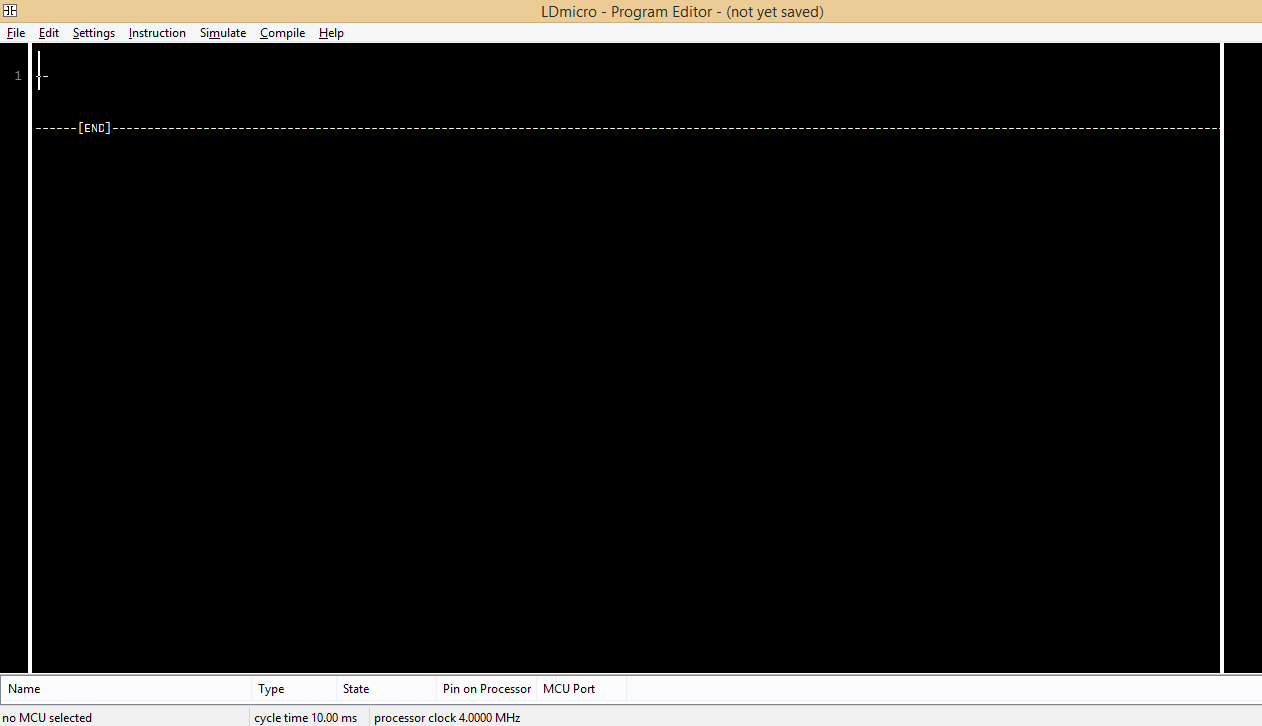 LDmicro - Program Editor - (not yet saved)
File Edit Settings Instruction Simulate Compile Help
1
------[END]------------------------------------------------------------------------------------------------------------------------------------------------------------------
Name Type State Pin on Processor MCU Port
no MCU selected cycle time 10.00 ms processor clock 4.0000 MHz